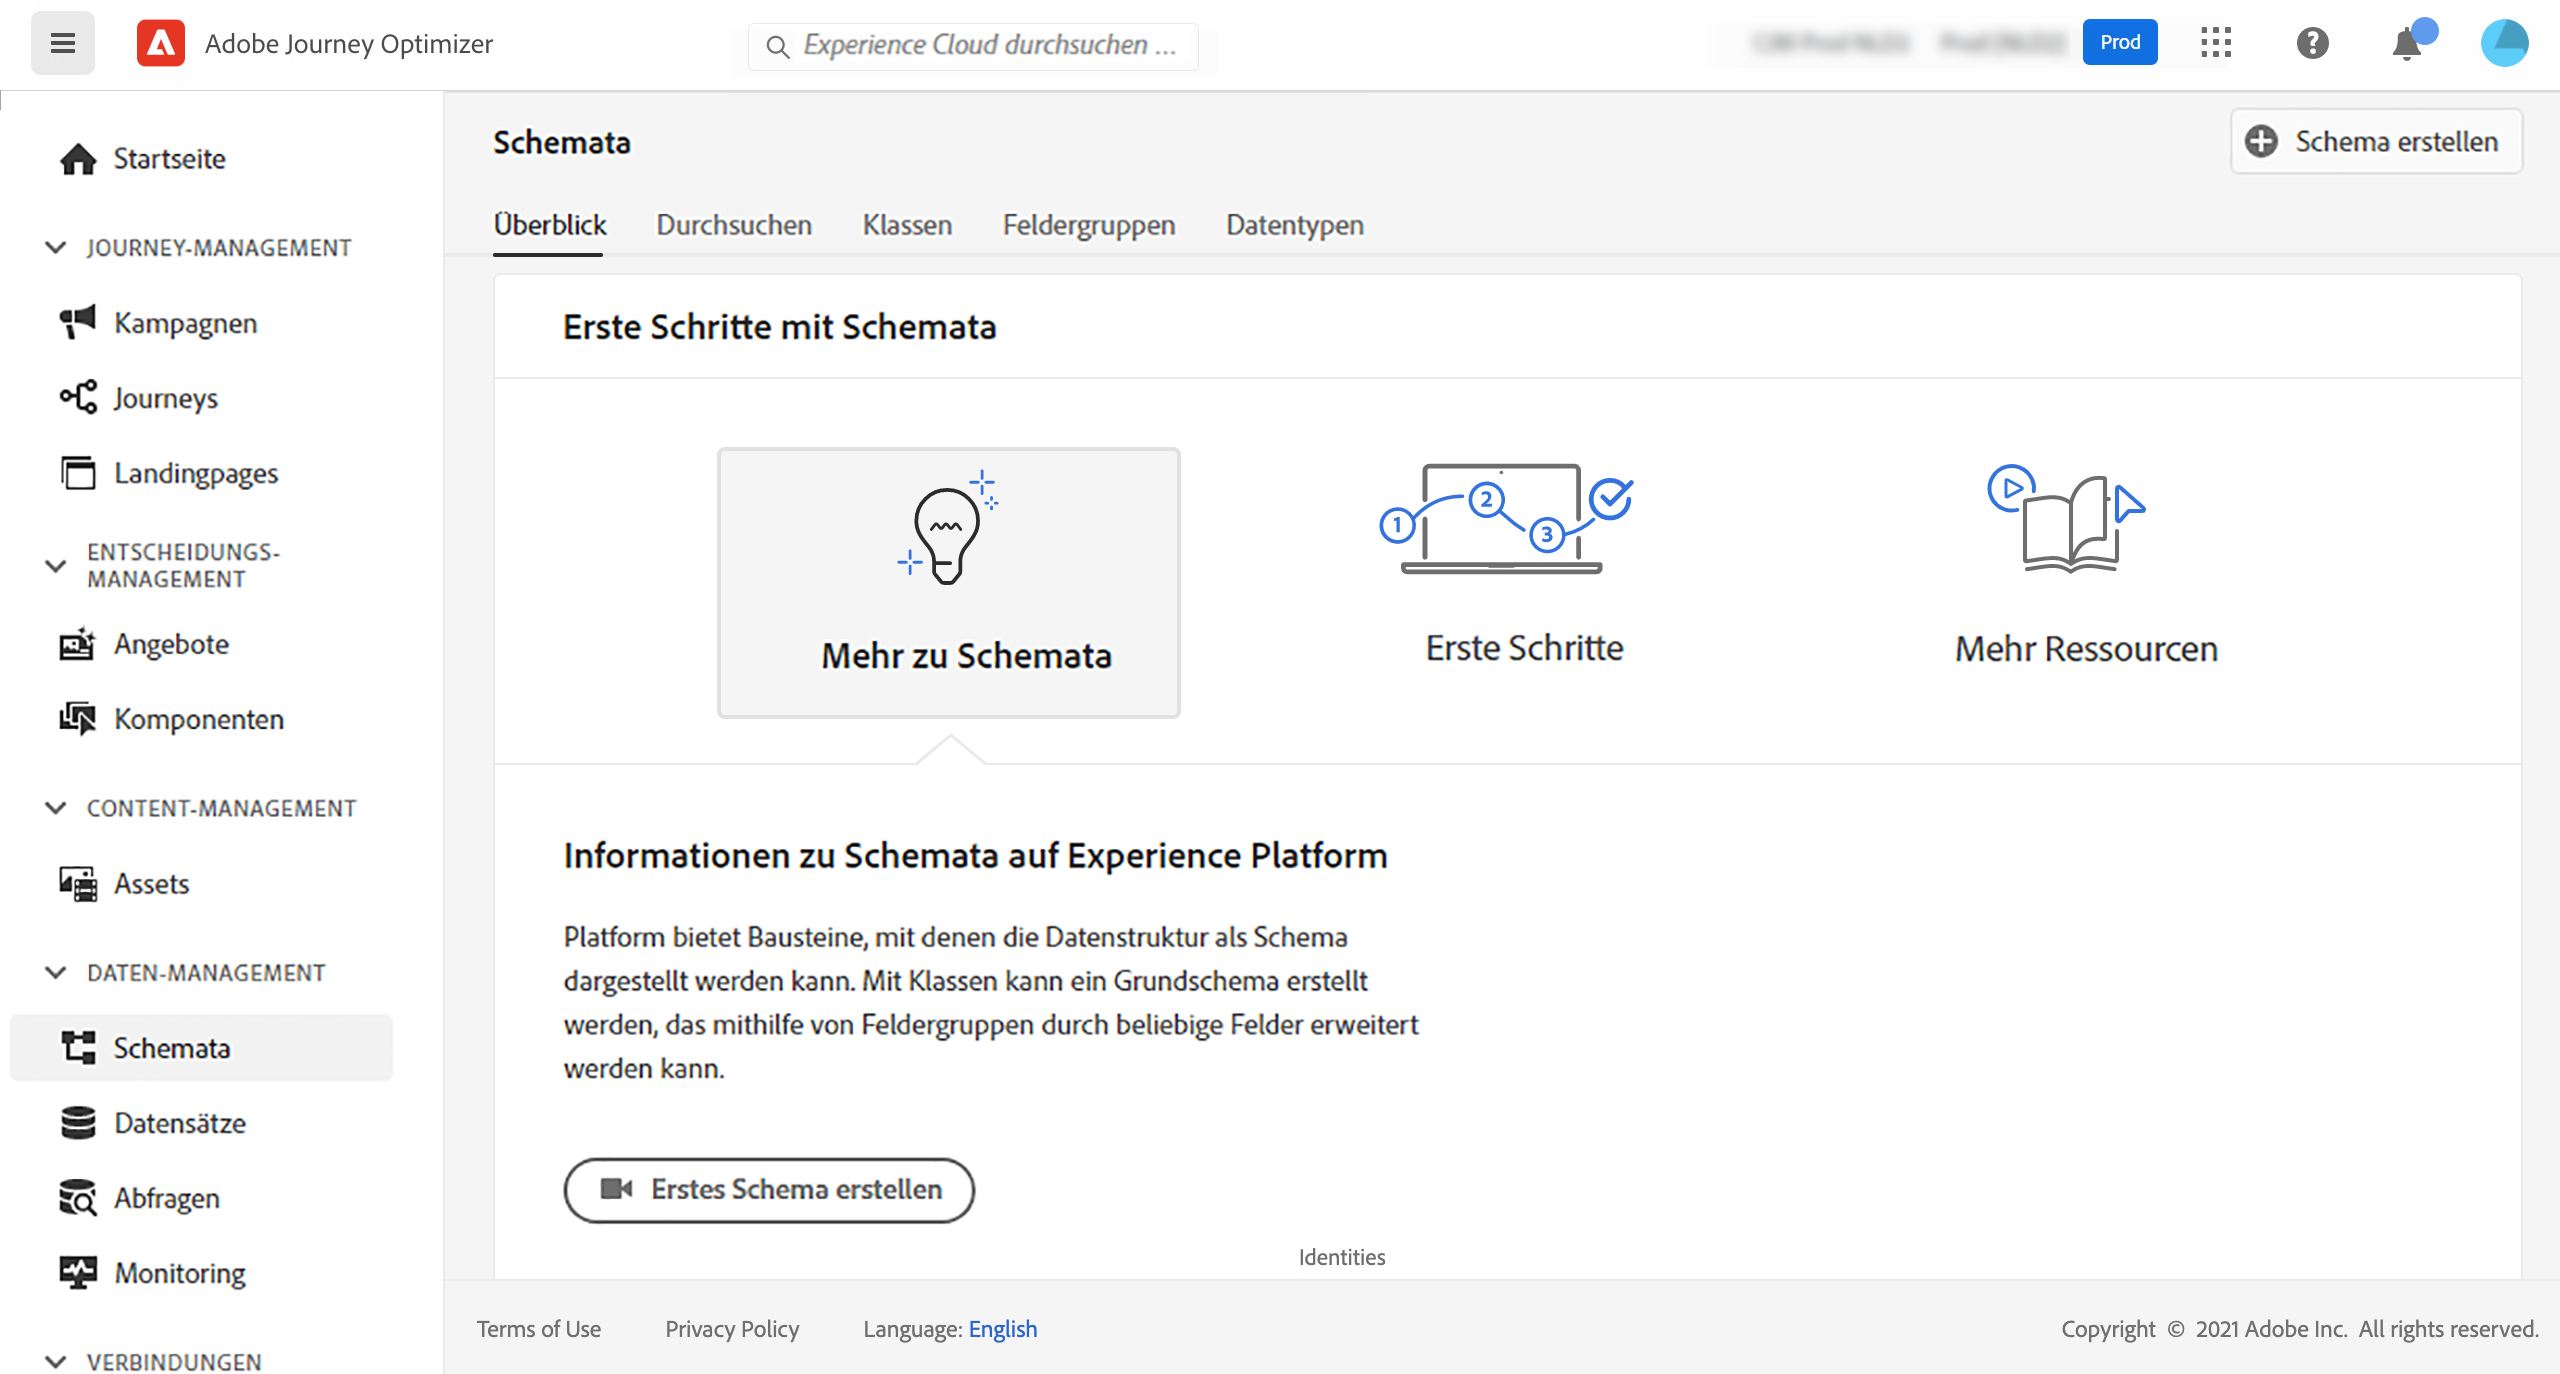 Adobe Journey Optimizer
Experience Cloud durchsuchen ...
Prod
Startseite
JOURNEY-MANAGEMENT
Kampagnen
Journeys
Landingpages
ENTSCHEIDUNGS-
MANAGEMENT
Angebote
Komponenten
CONTENT-MANAGEMENT
Assets
DATEN-MANAGEMENT
Schemata
Datensätze
Abfragen
Monitoring
VERBINDUNGEN
Schemata
Schema erstellen
Überblick Durchsuchen Klassen Feldergruppen Datentypen
Erste Schritte mit Schemata
Mehr zu Schemata
1 2 3
Erste Schritte
Mehr Ressourcen
Informationen zu Schemata auf Experience Platform
Platform bietet Bausteine, mit denen die Datenstruktur als Schema
dargestellt werden kann. Mit Klassen kann ein Grundschema erstellt
werden, das mithilfe von Feldergruppen durch beliebige Felder erweitert
werden kann.
Erstes Schema erstellen
Identities
Terms of Use Privacy Policy Language: English Copyright © 2021 Adobe Inc. All rights reserved.